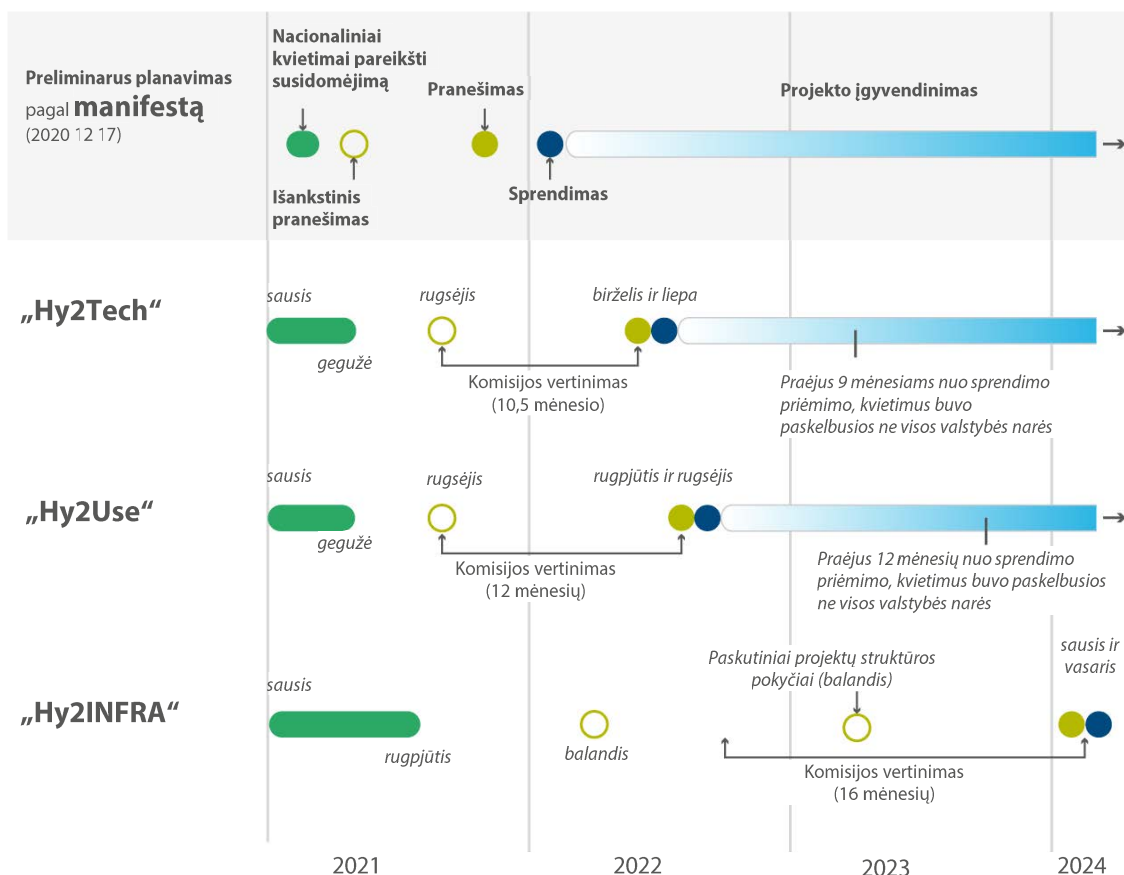 Preliminarus planavimas
pagal manifestą
(2020 12 17)
Nacionaliniai
kvietimai pareikšti
susidomėjimą
Pranešimas
Projekto įgyvendinimas
Išankstinis
pranešimas
Sprendimas
„Hy2Tech“
sausis
gegužė
rugsėjis
birželis ir liepa
Komisijos vertinimas
(10,5 mėnesio)
Praėjus 9 mėnesiams nuo sprendimo
priėmimo, kvietimus buvo
paskelbusios ne visos valstybės narės
„Hy2Use“
sausis
gegužė
rugsėjis
rugpjūtis ir rugsėjis
Komisijos vertinimas
(12 mėnesių)
Praėjus 12 mėnesių nuo sprendimo
priėmimo, kvietimus buvo paskelbusios
ne visos valstybės narės
„Hy2INFRA“
sausis
rugpjūtis
balandis
Paskutiniai projektų struktūros
pokyčiai (balandis)
sausis ir
vasaris
Komisijos vertinimas
(16 mėnesių)
2021
2022
2023
2024